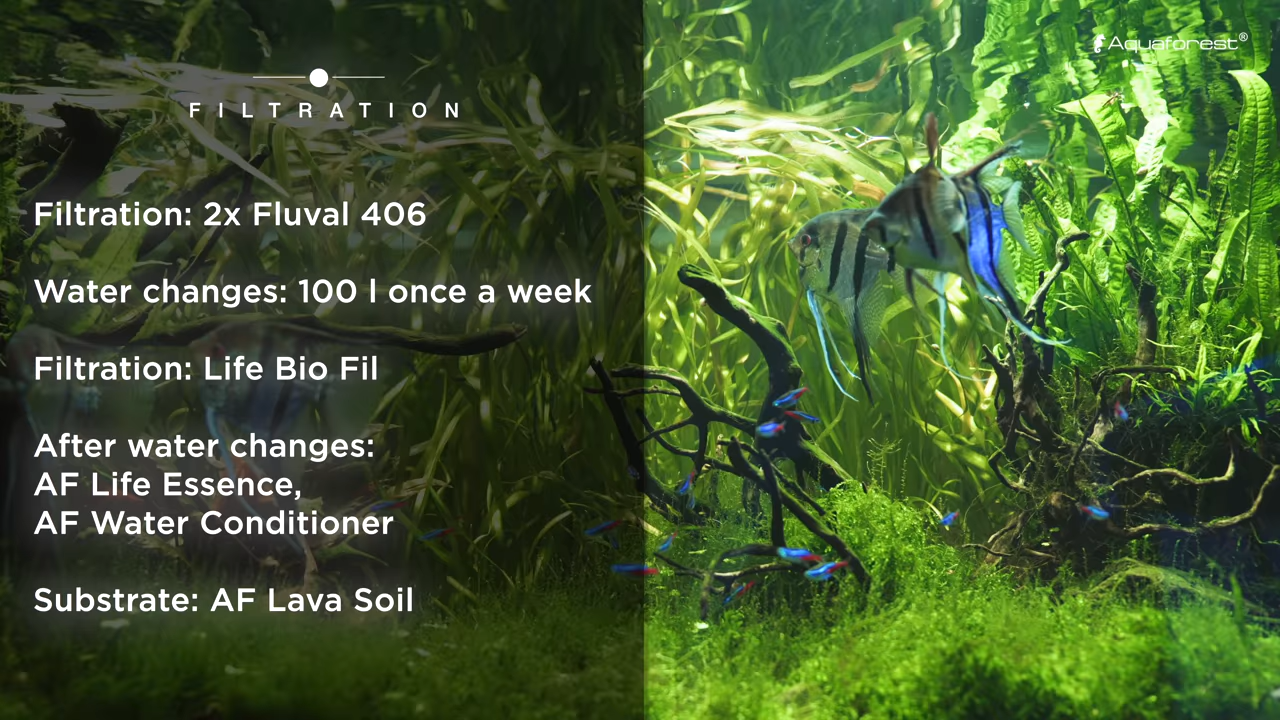 Aquaforest®
FILTRATION
Filtration: 2x Fluval 406
Water changes: 100 l once a week
Filtration: Life Bio Fil
After water changes:
AF Life Essence,
AF Water Conditioner
Substrate: AF Lava Soil